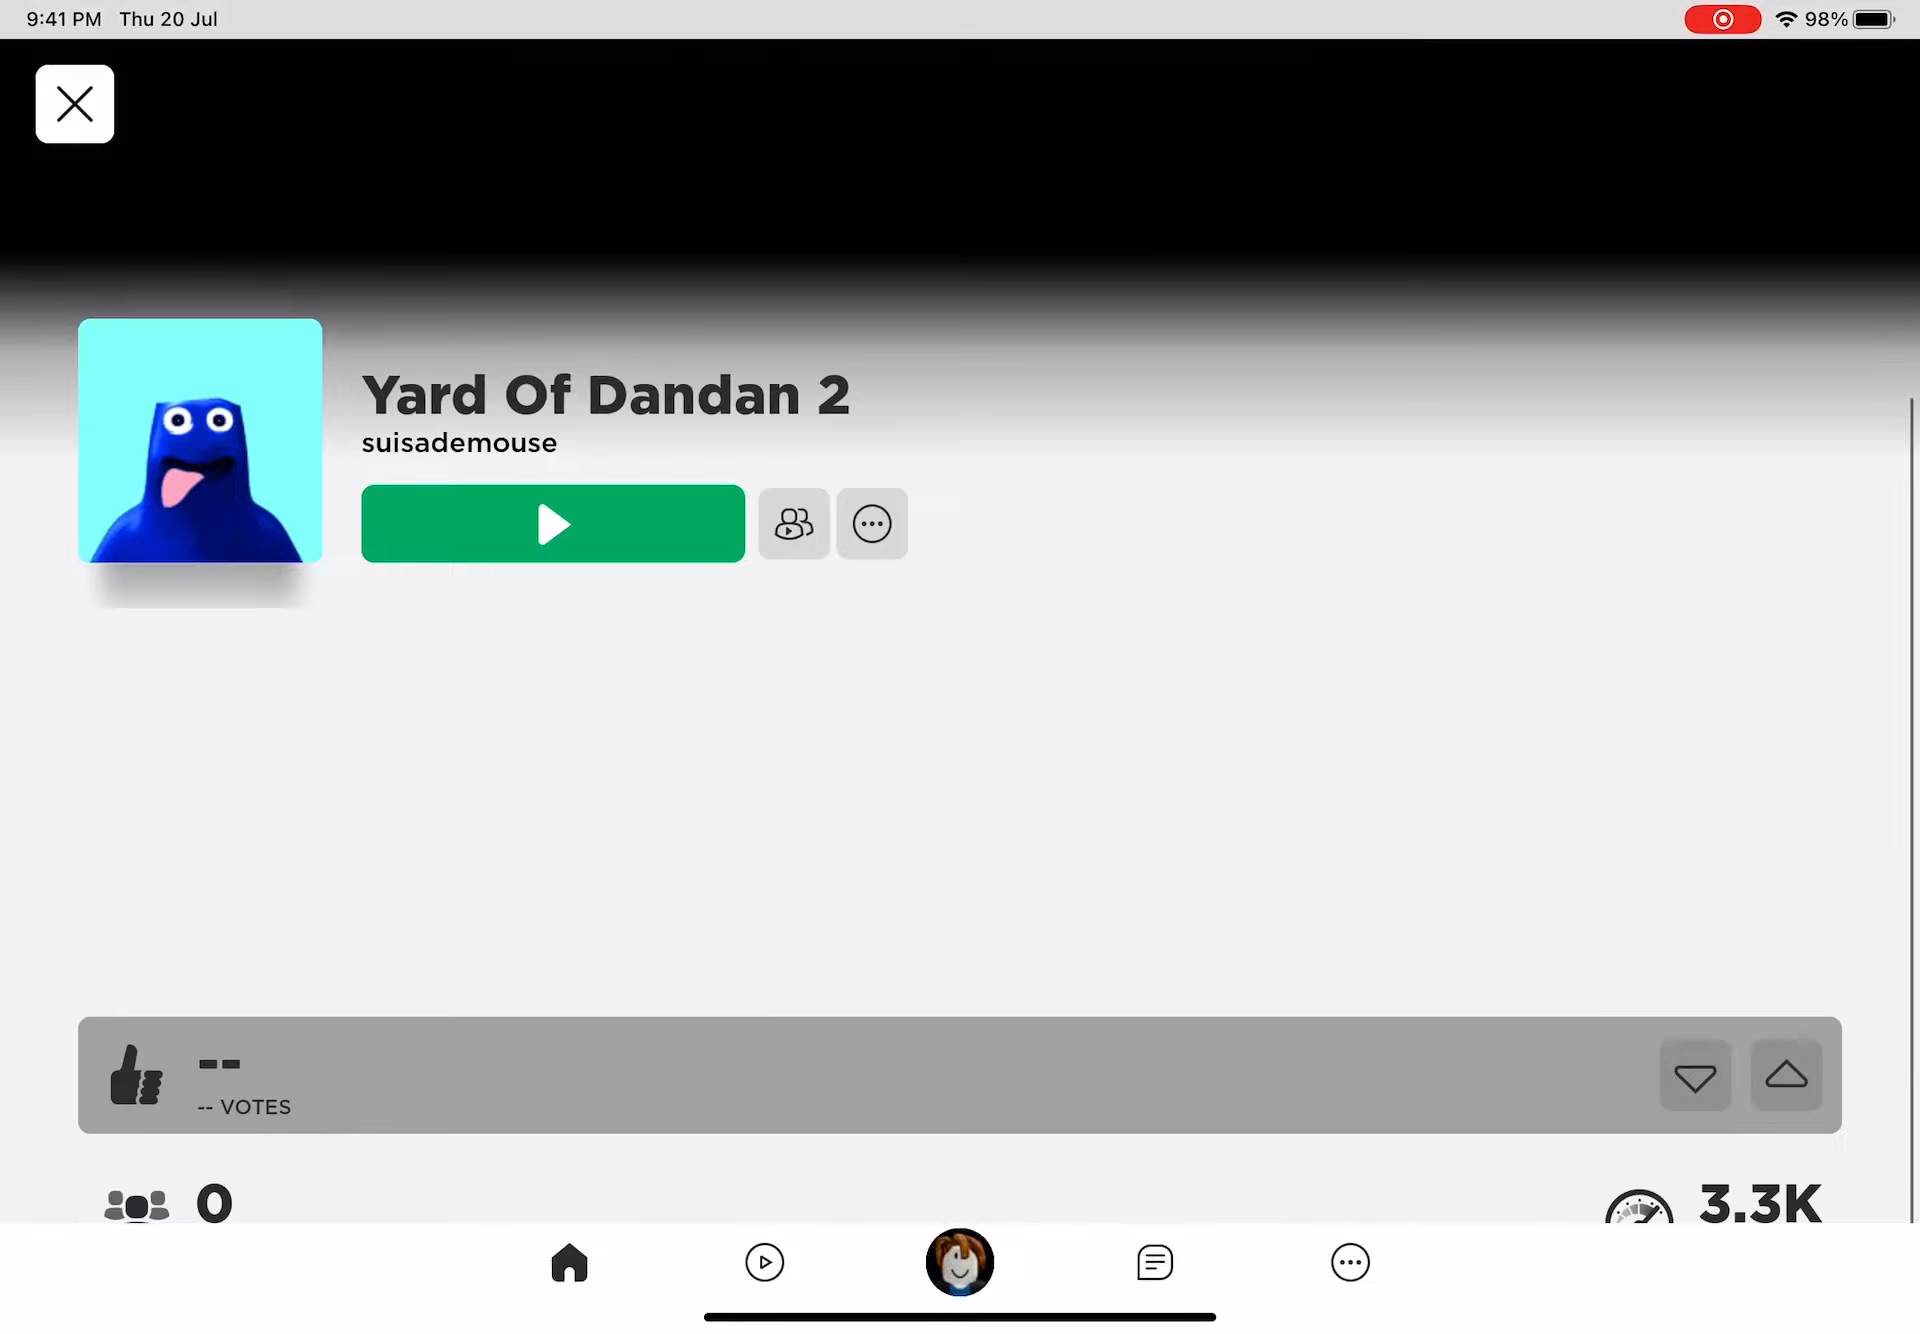 9:41 PM Thu 20 Jul
98%
Yard Of Dandan 2
suisademouse
--
-- VOTES
0
3.3K